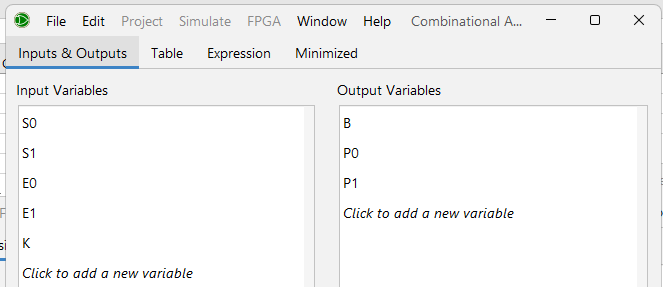 File Edit Project Simulate FPGA Window Help Combinational A...
Inputs & Outputs Table Expression Minimized
Input Variables Output Variables
S0 B
S1 P0
E0 P1
E1 Click to add a new variable
K
Click to add a new variable